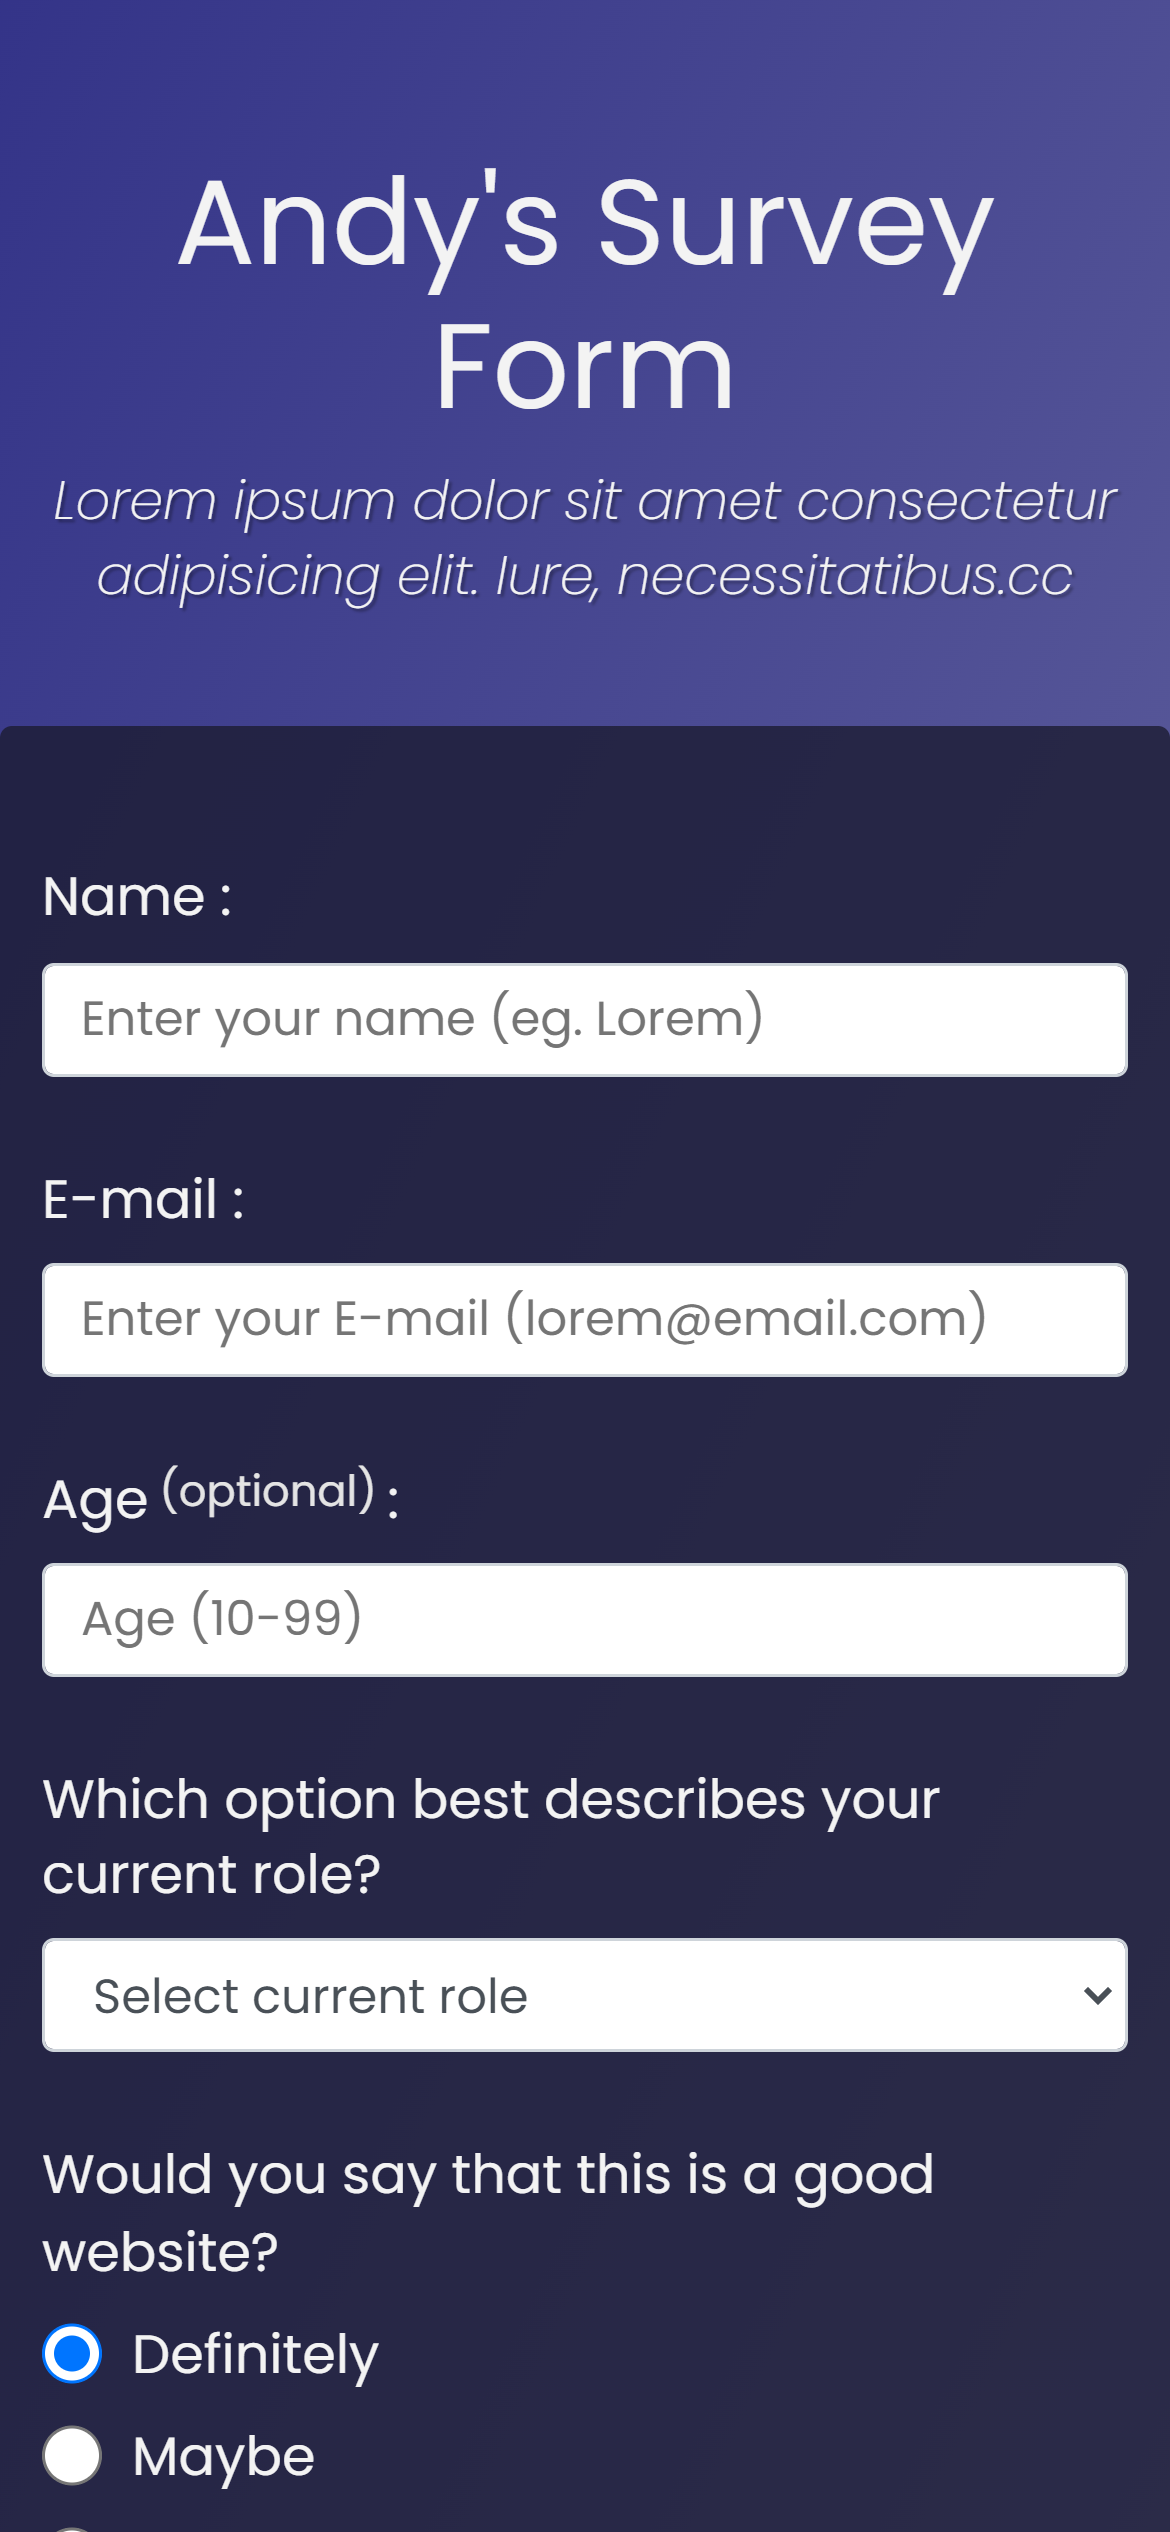 Andy's Survey
Form
Lorem ipsum dolor sit amet consectetur
adipisicing elit. Iure, necessitatibus.cc
Name :
Enter your name (eg. Lorem)
E-mail :
Enter your E-mail (lorem@email.com)
Age (optional) :
Age (10-99)
Which option best describes your
current role?
Select current role
Would you say that this is a good
website?
Definitely
Maybe